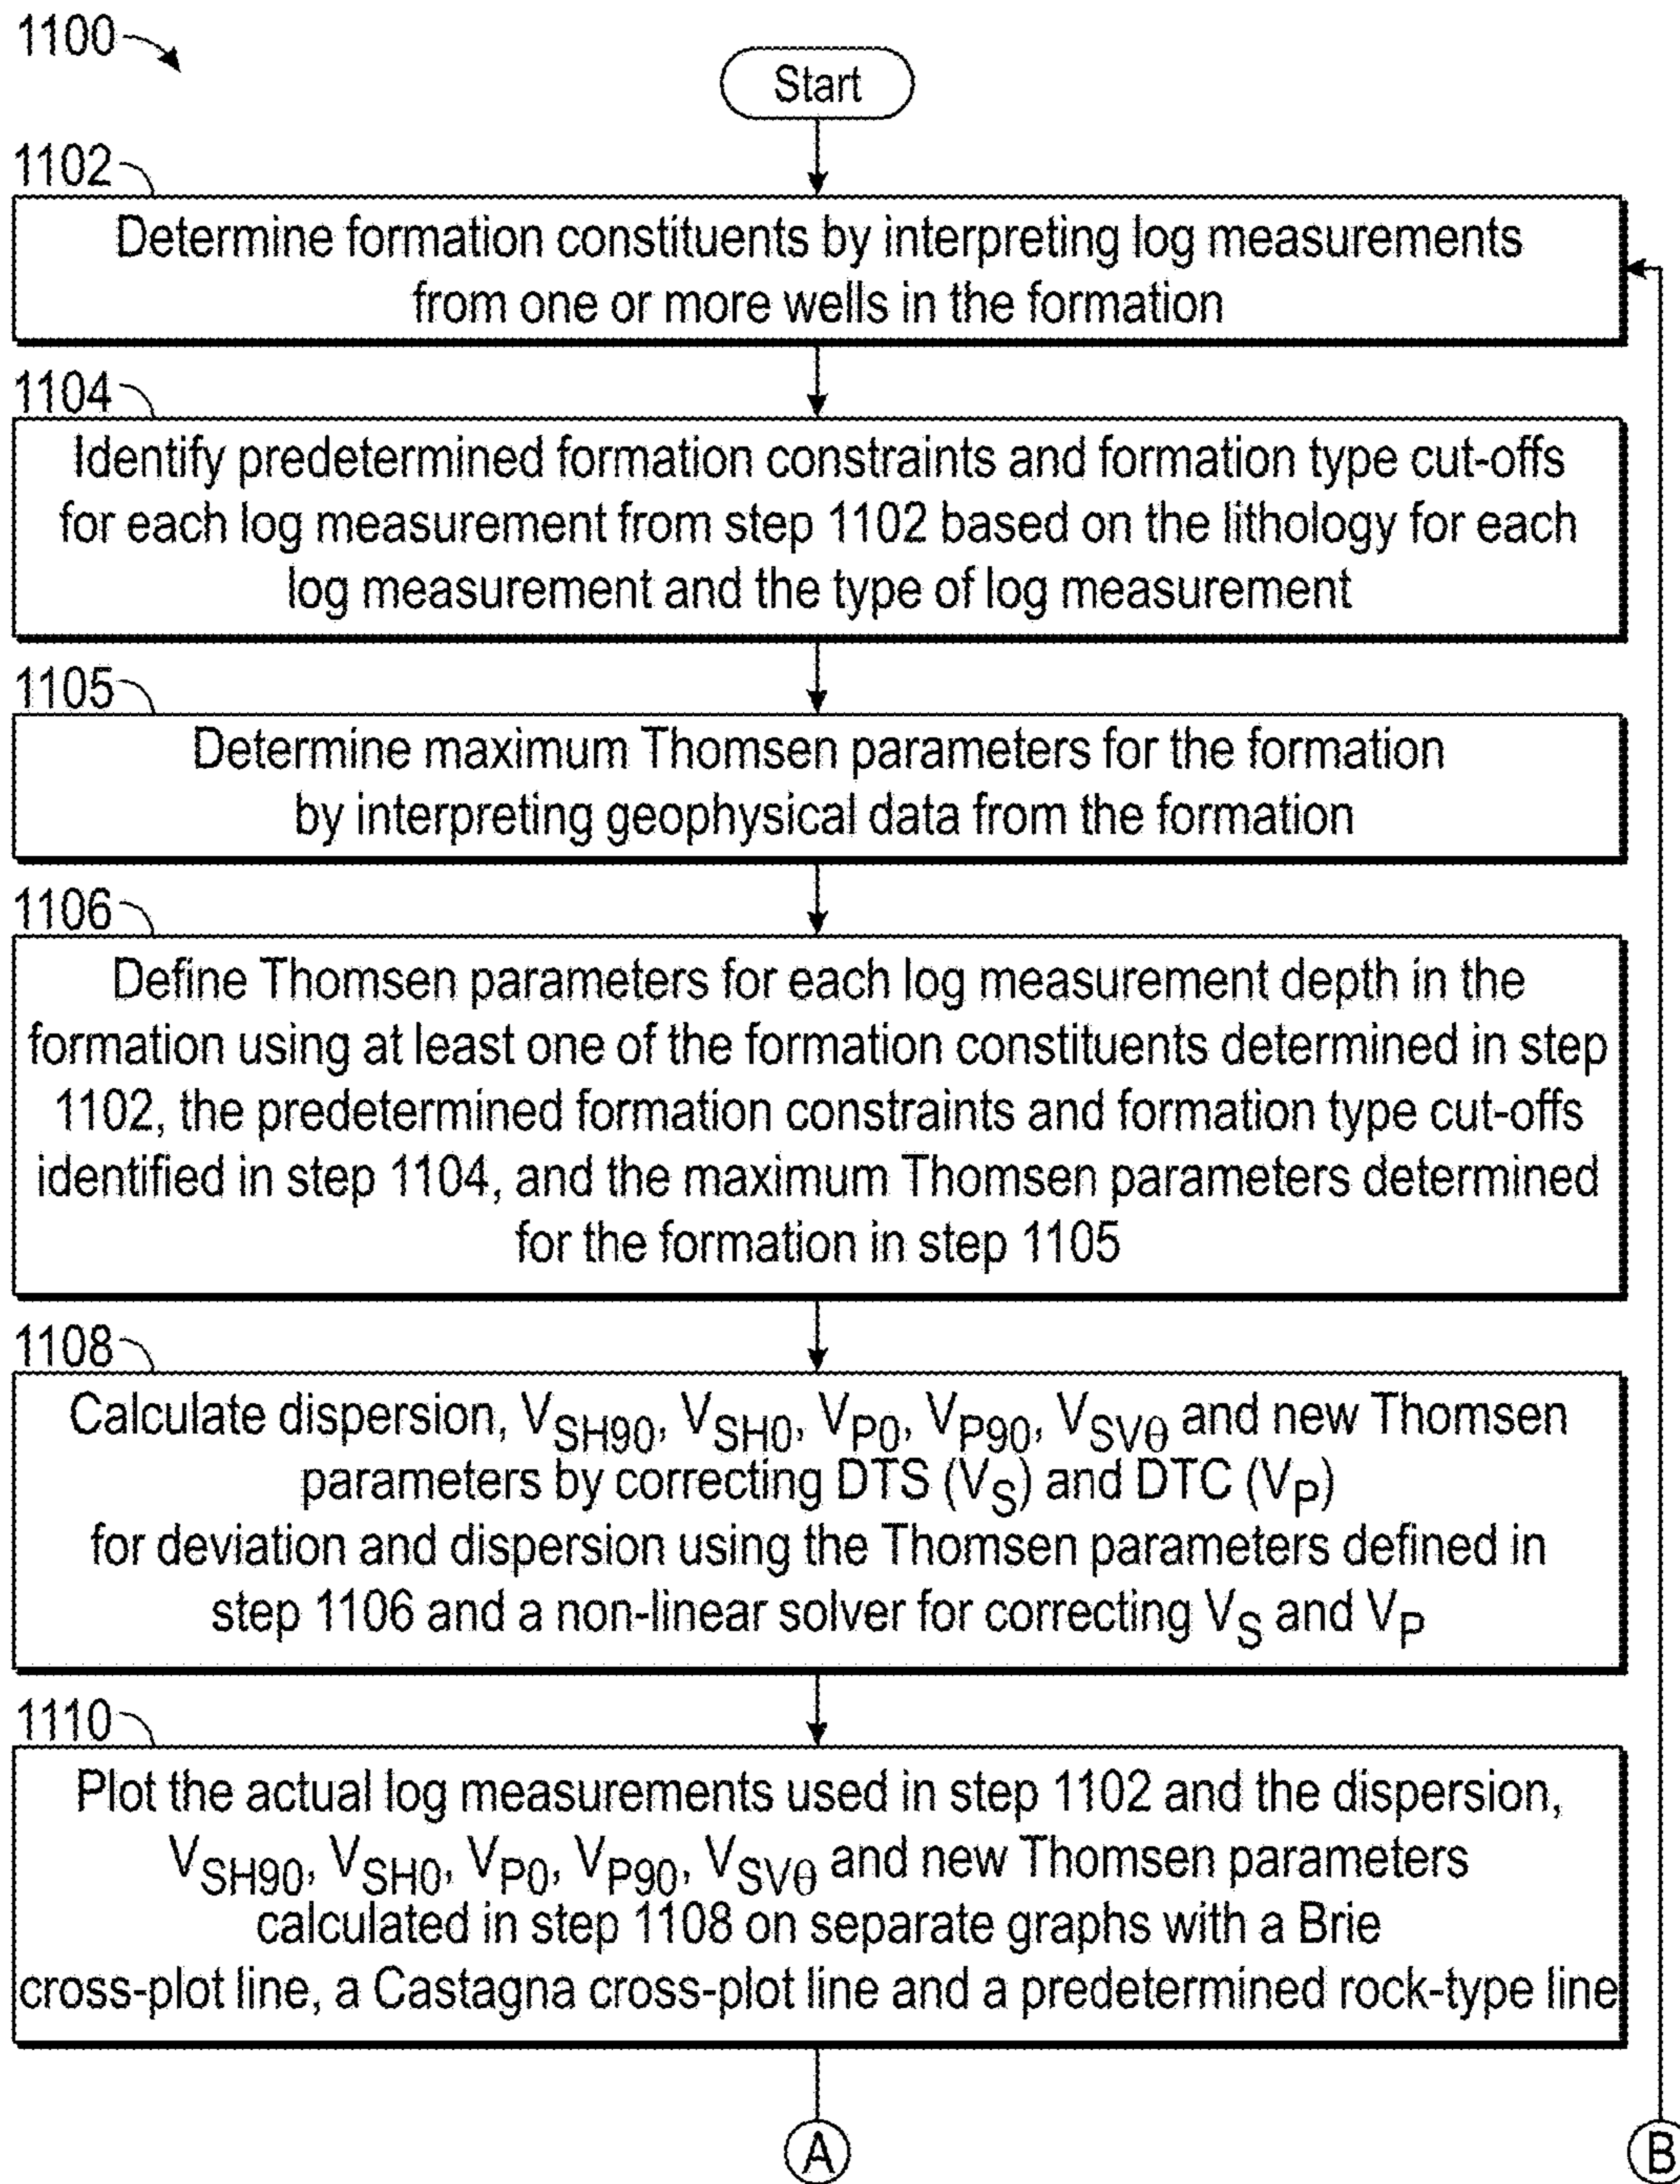 1100
Start
1102
Determine formation constituents by interpreting log measurements
from one or more wells in the formation
1104
Identify predetermined formation constraints and formation type cut-offs
for each log measurement from step 1102 based on the lithology for each
log measurement and the type of log measurement
1105
Determine maximum Thomsen parameters for the formation
by interpreting geophysical data from the formation
1106
Define Thomsen parameters for each log measurement depth in the
formation using at least one of the formation constituents determined in step
1102, the predetermined formation constraints and formation type cut-offs
identified in step 1104, and the maximum Thomsen parameters determined
for the formation in step 1105
1108
Calculate dispersion, VSH90, VSH0, VP0, VP90, VSVθ and new Thomsen
parameters by correcting DTS (VS) and DTC (VP)
for deviation and dispersion using the Thomsen parameters defined in
step 1106 and a non-linear solver for correcting VS and VP
1110
Plot the actual log measurements used in step 1102 and the dispersion,
VSH90, VSH0, VP0, VP90, VSVθ and new Thomsen parameters
calculated in step 1108 on separate graphs with a Brie
cross-plot line, a Castagna cross-plot line and a predetermined rock-type line
A
B